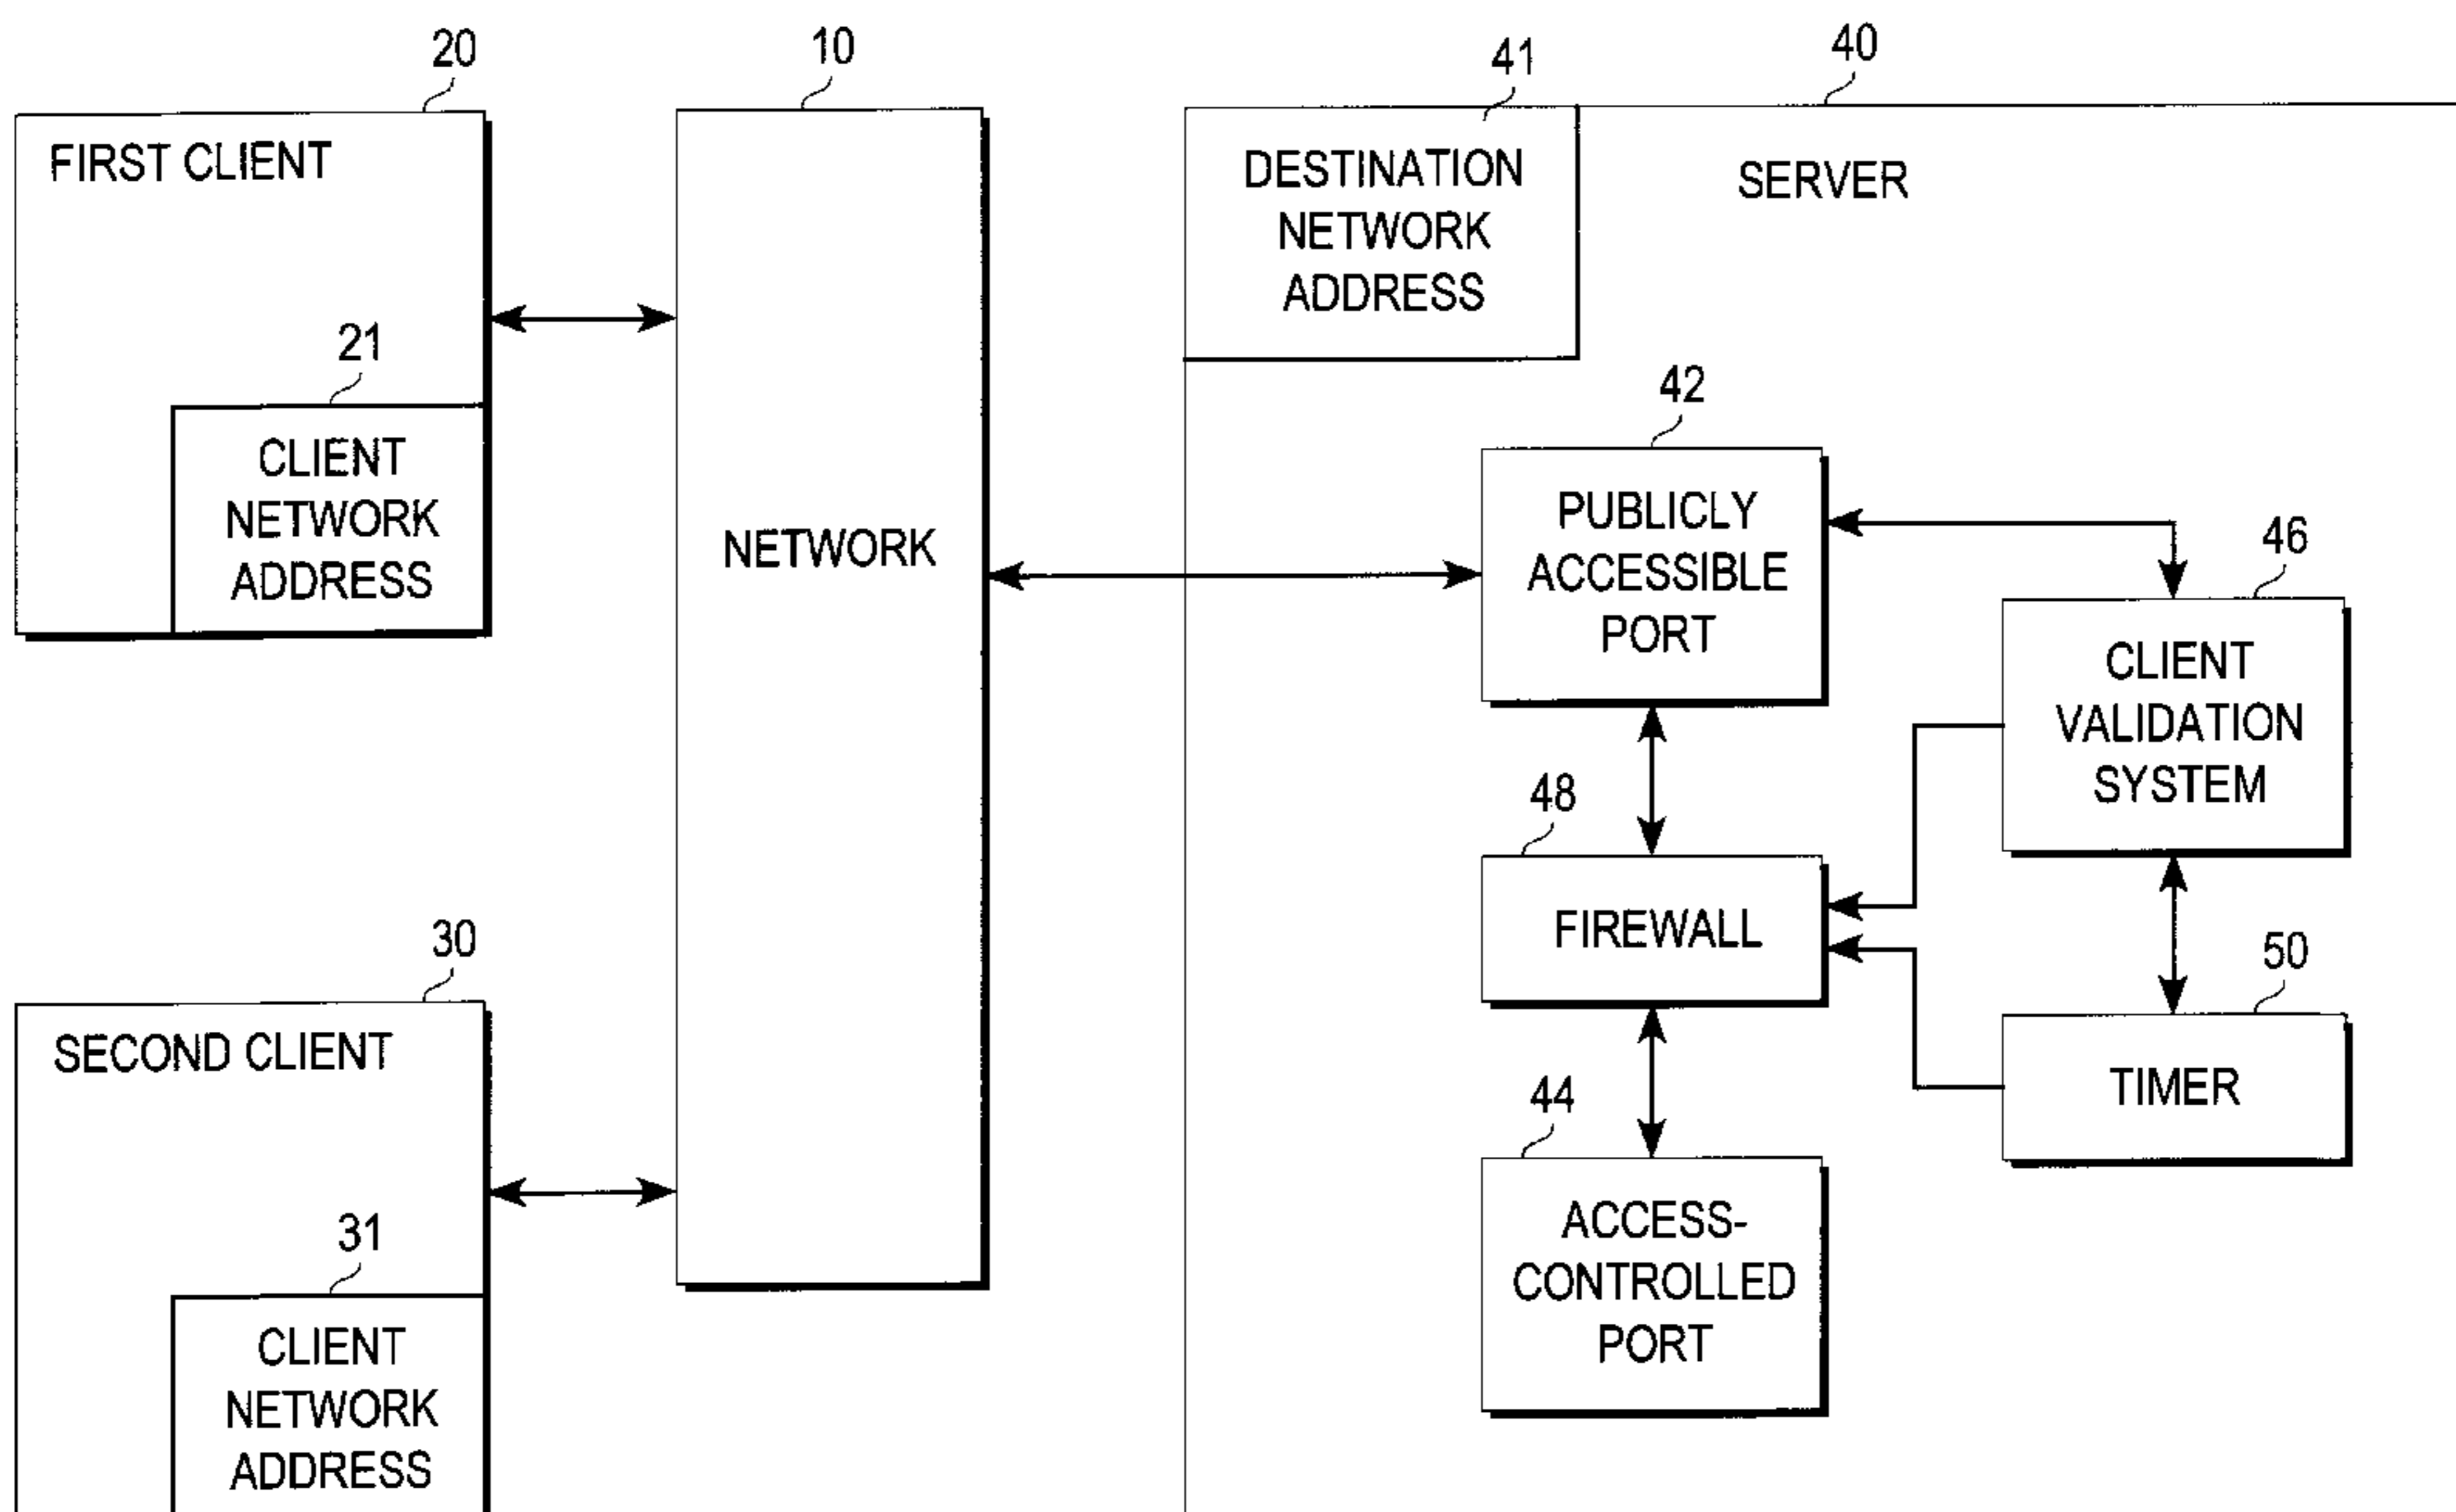 20
FIRST CLIENT
21
CLIENT
NETWORK
ADDRESS
30
SECOND CLIENT
31
CLIENT
NETWORK
ADDRESS
10
NETWORK
40
SERVER
41
DESTINATION
NETWORK
ADDRESS
42
PUBLICLY
ACCESSIBLE
PORT
46
CLIENT
VALIDATION
SYSTEM
48
FIREWALL
50
TIMER
44
ACCESS-
CONTROLLED
PORT